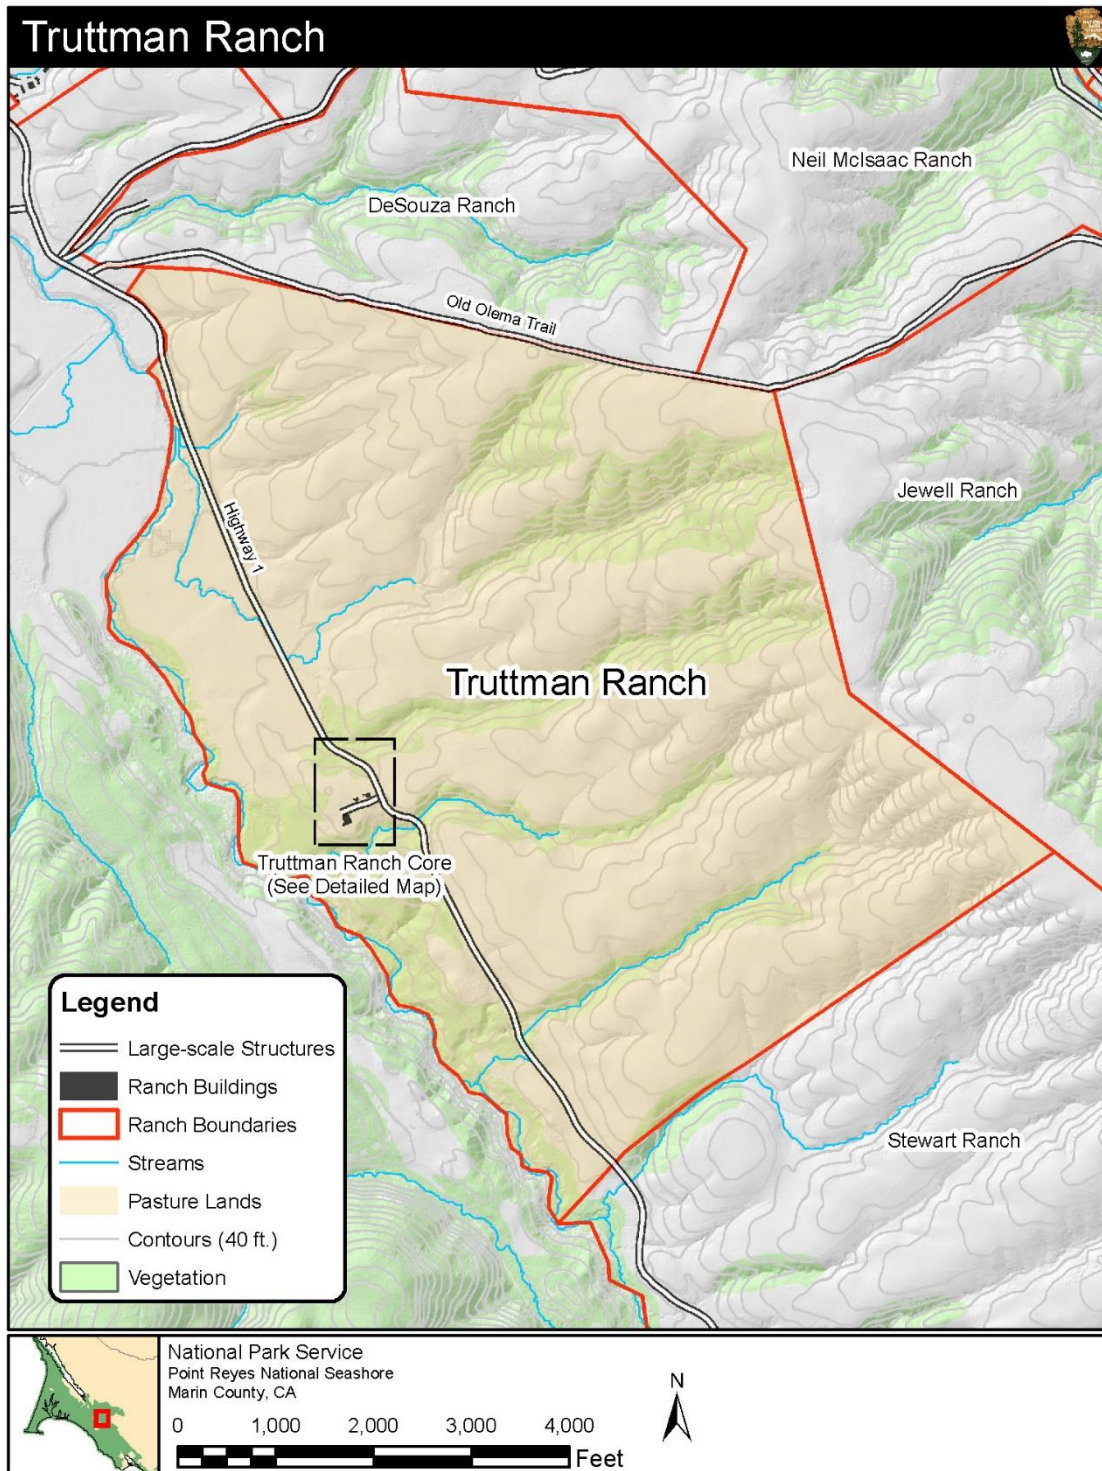 Truttman Ranch
Neil McIsaac Ranch
DeSouza Ranch
Old Olema Trail
Jewell Ranch
Highway 1
Truttman Ranch
Truttman Ranch Core
(See Detailed Map)
Stewart Ranch
Legend
Large-scale Structures
Ranch Buildings
Ranch Boundaries
Streams
Pasture Lands
Contours (40 ft.)
Vegetation
National Park Service
Point Reyes National Seashore
Marin County, CA
0 1,000 2,000 3,000 4,000
Feet
N